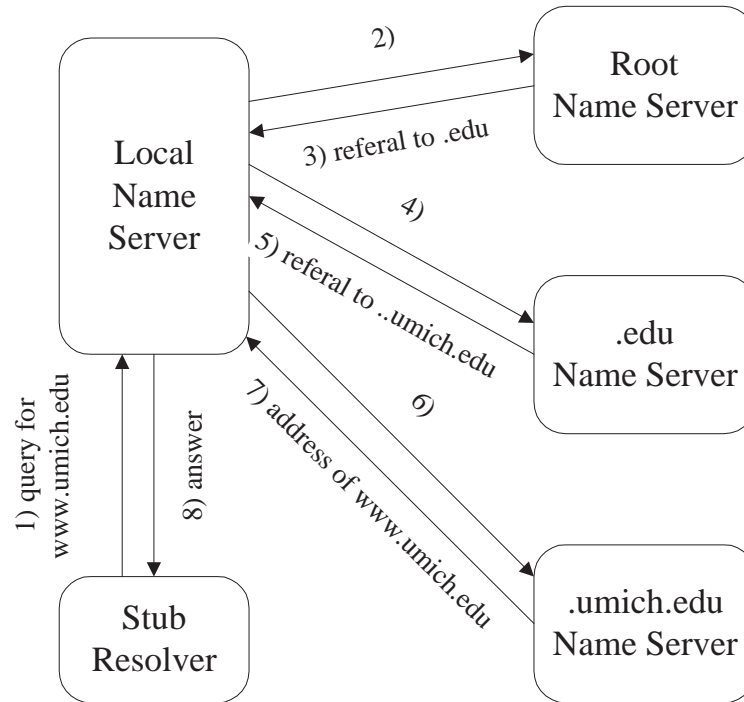 2)
Root
Name Server
3) referal to .edu
Local
Name
Server
4)
5) referal to ..umich.edu
.edu
Name Server
6)
7) address of www.umich.edu
1) query for
www.umich.edu
8) answer
Stub
Resolver
.umich.edu
Name Server